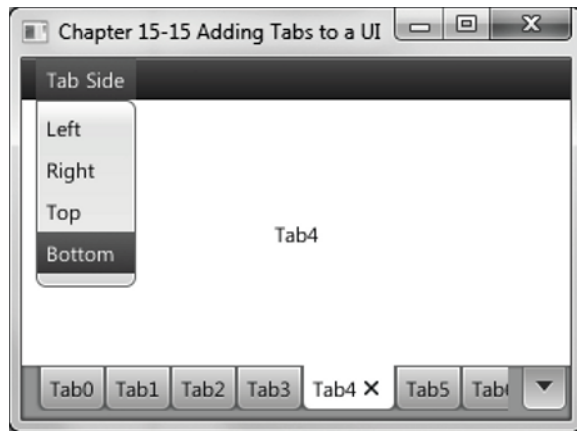 Chapter 15-15 Adding Tabs to a UI
Tab Side
Left
Right
Top
Bottom
Tab4
Tab0 Tab1 Tab2 Tab3 Tab4 Tab5